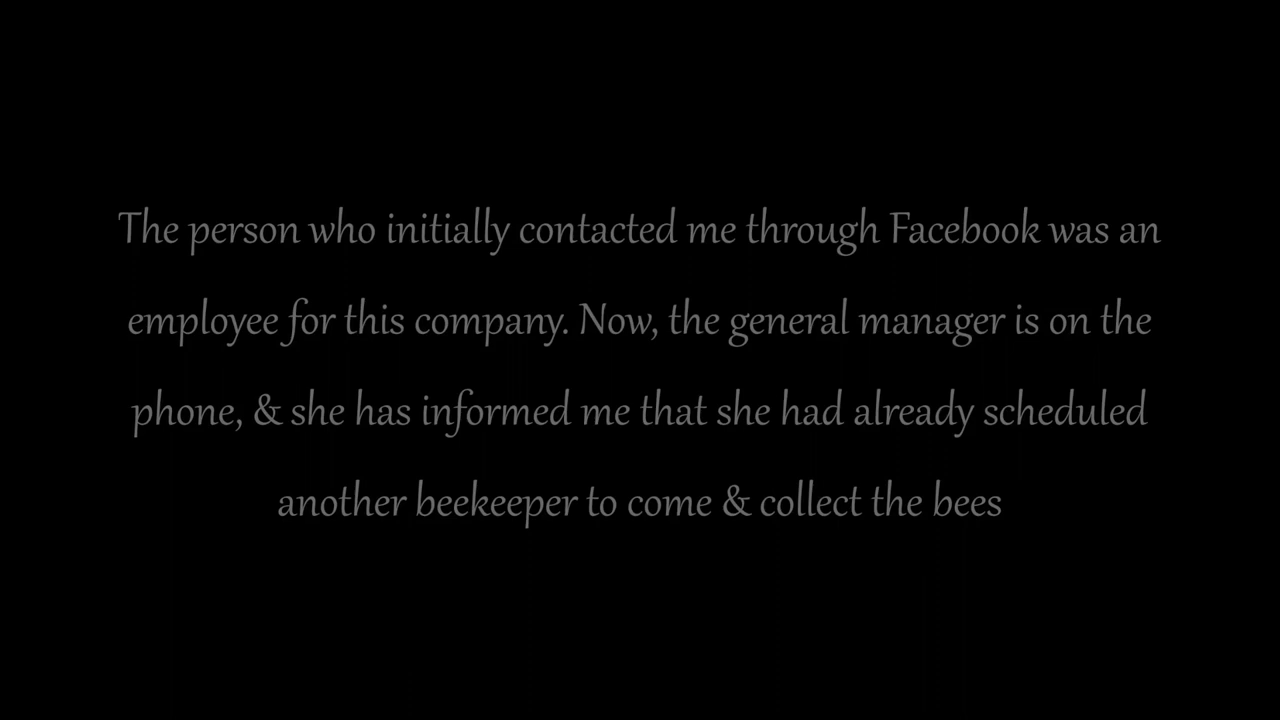 The person who initially contacted me through Facebook was an
employee for this company. Now, the general manager is on the
phone, & she has informed me that she had already scheduled
another beekeeper to come & collect the bees